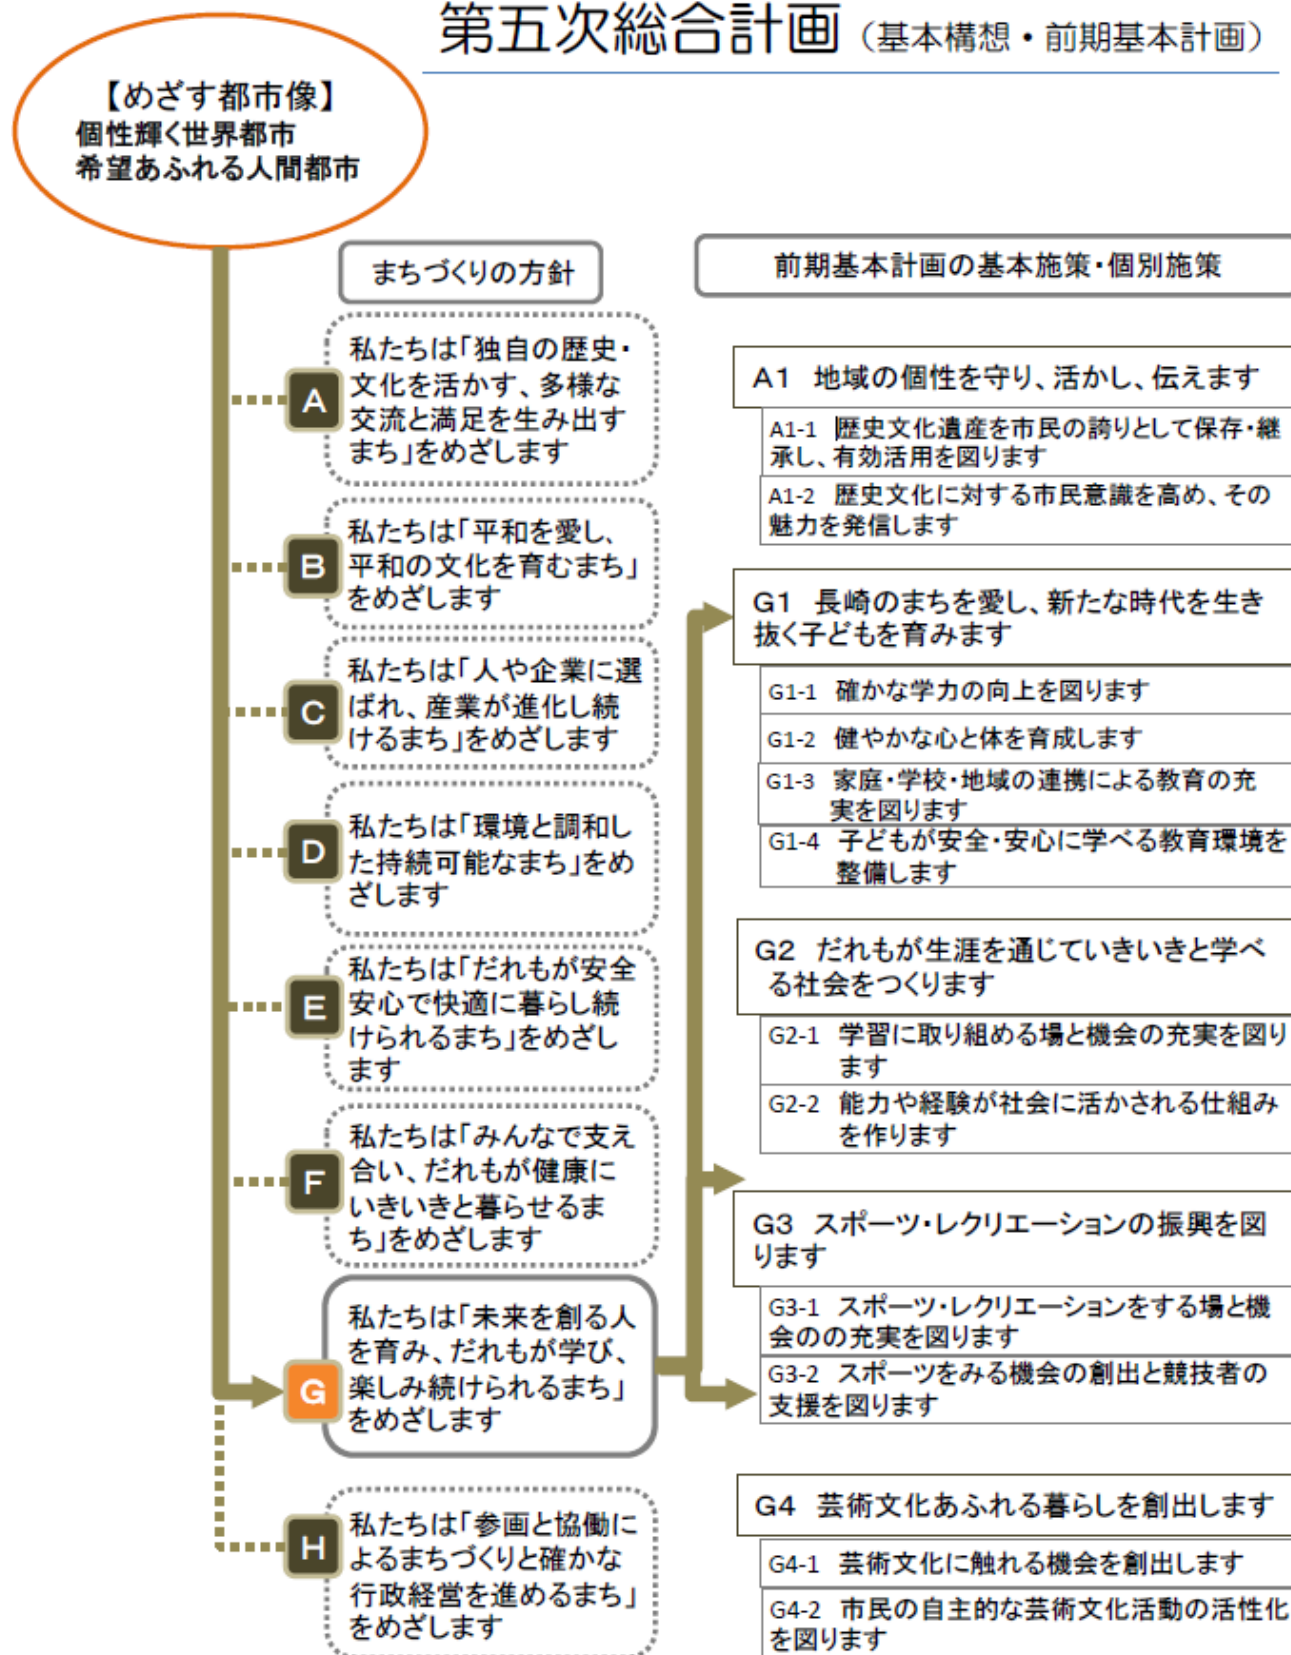 第五次総合計画（基本構想・前期基本計画）
【めざす都市像】
個性輝く世界都市
希望あふれる人間都市
まちづくりの方針
A
私たちは「独自の歴史・
文化を活かす、多様な
交流と満足を生み出す
まち」をめざします
B
私たちは「平和を愛し、
平和の文化を育むまち」
をめざします
C
私たちは「人や企業に選
ばれ、産業が進化し続
けるまち」をめざします
D
私たちは「環境と調和し
た持続可能なまち」をめ
ざします
E
私たちは「だれもが安全
安心で快適に暮らし続
けられるまち」をめざし
ます
F
私たちは「みんなで支え
合い、だれもが健康に
いきいきと暮らせるま
ち」をめざします
G
私たちは「未来を創る人
を育み、だれもが学び、
楽しみ続けられるまち」
をめざします
H
私たちは「参画と協働に
よるまちづくりと確かな
行政経営を進めるまち」
をめざします
前期基本計画の基本施策・個別施策
A1 地域の個性を守り、活かし、伝えます
A1-1 歴史文化遺産を市民の誇りとして保存・継
承し、有効活用を図ります
A1-2 歴史文化に対する市民意識を高め、その
魅力を発信します
G1 長崎のまちを愛し、新たな時代を生き
抜く子どもを育みます
G1-1 確かな学力の向上を図ります
G1-2 健やかな心と体を育成します
G1-3 家庭・学校・地域の連携による教育の充
実を図ります
G1-4 子どもが安全・安心に学べる教育環境を
整備します
G2 だれもが生涯を通じていきいきと学べ
る社会をつくります
G2-1 学習に取り組める場と機会の充実を図り
ます
G2-2 能力や経験が社会に活かされる仕組み
を作ります
G3 スポーツ・レクリエーションの振興を図
ります
G3-1 スポーツ・レクリエーションをする場と機
会のの充実を図ります
G3-2 スポーツをみる機会の創出と競技者の
支援を図ります
G4 芸術文化あふれる暮らしを創出します
G4-1 芸術文化に触れる機会を創出します
G4-2 市民の自主的な芸術文化活動の活性化
を図ります